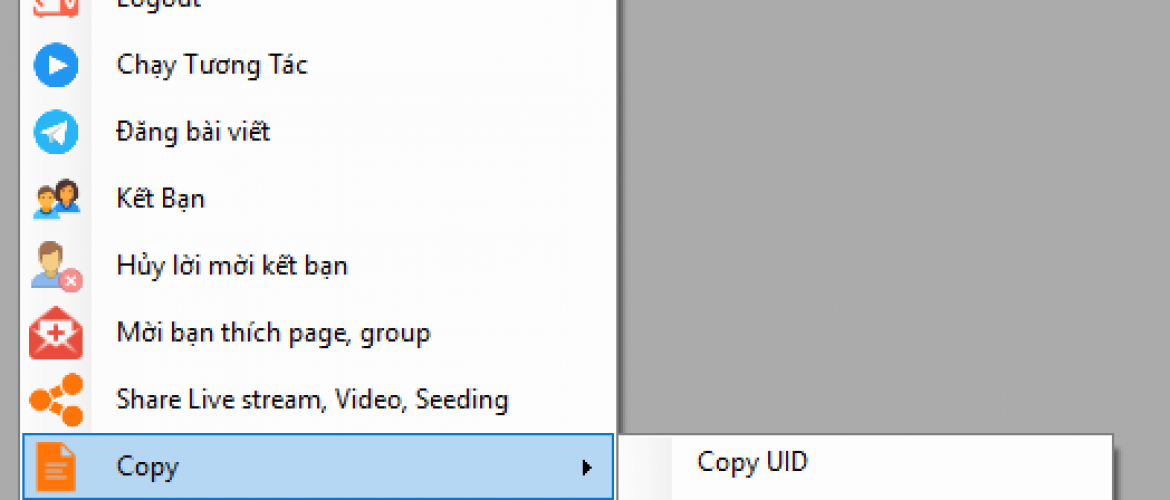 Logout
Chạy Tương Tác
Đăng bài viết
Kết Bạn
Hủy lời mời kết bạn
Mời bạn thích page, group
Share Live stream, Video, Seeding
Copy
Copy UID